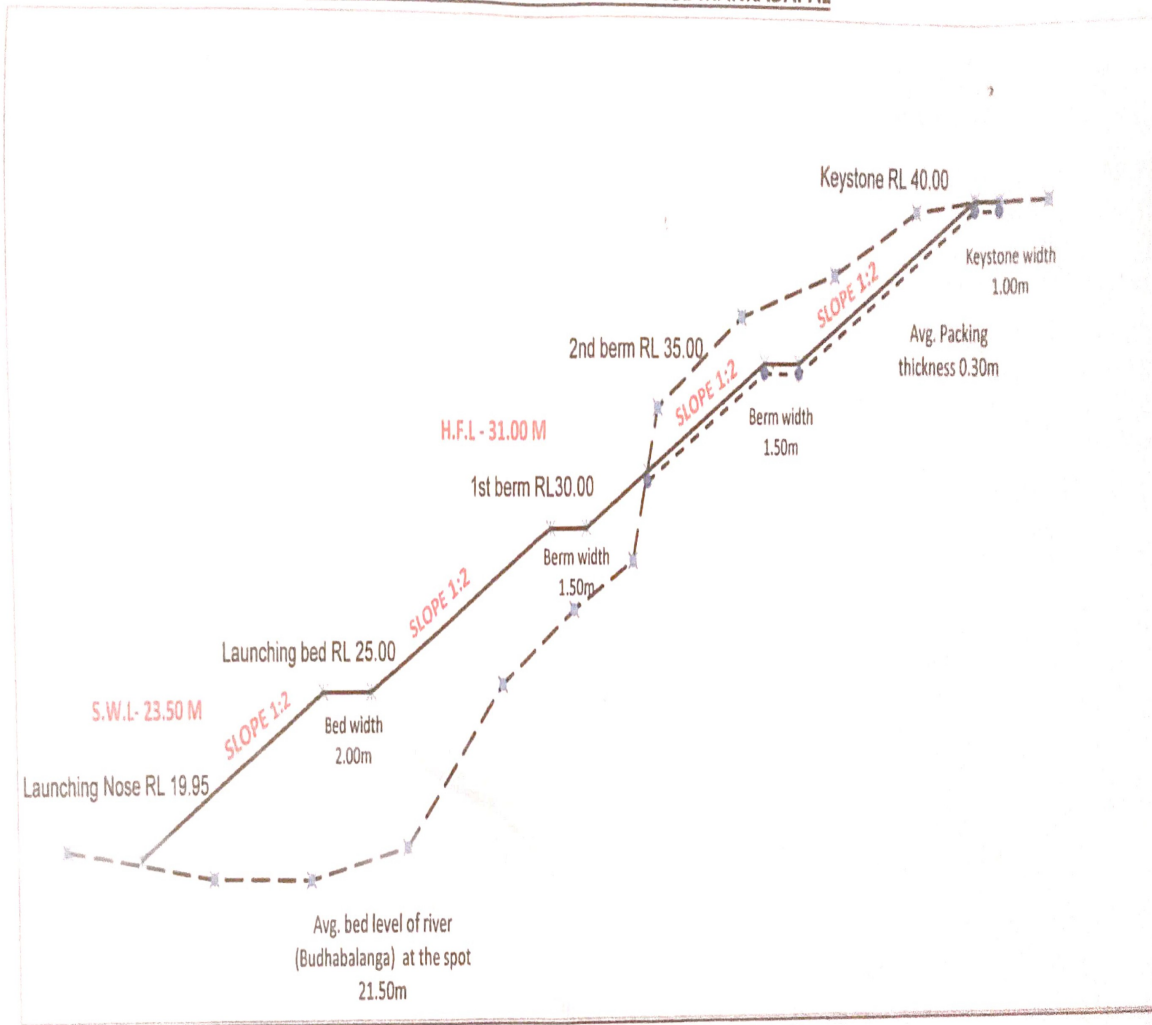 Keystone RL 40.00
Keystone width
1.00m
SLOPE 1:2
Avg. Packing
thickness 0.30m
2nd berm RL 35.00
SLOPE 1:2
Berm width
1.50m
H.F.L - 31.00 M
1st berm RL30.00
Berm width
1.50m
SLOPE 1:2
Launching bed RL 25.00
S.W.L- 23.50 M
SLOPE 1:2
Bed width
2.00m
Launching Nose RL 19.95
Avg. bed level of river
(Budhabalanga) at the spot
21.50m